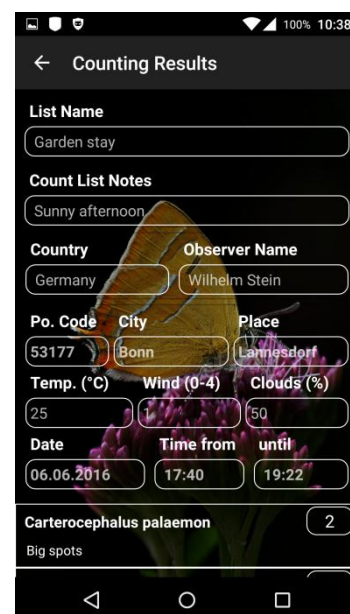 100% 10:38
Counting Results
List Name
Garden stay
Count List Notes
Sunny afternoon
Country Observer Name
Germany Wilhelm Stein
Po. Code City Place
53177 Bonn Lannesdorf
Temp. (°C) Wind (0-4) Clouds (%)
25 1 50
Date Time from until
06.06.2016 17:40 19:22
Carterocephalus palaemon 2
Big spots